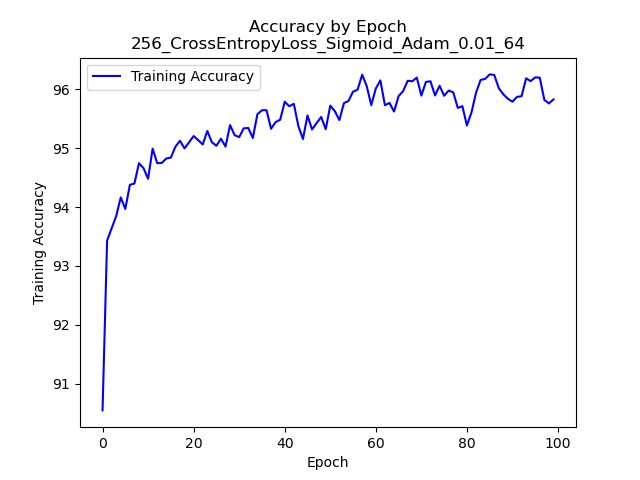 Accuracy by Epoch
256_CrossEntropyLoss_Sigmoid_Adam_0.01_64
Training Accuracy
96
95
94
93
92
91
Training Accuracy
0 20 40 60 80 100
Epoch